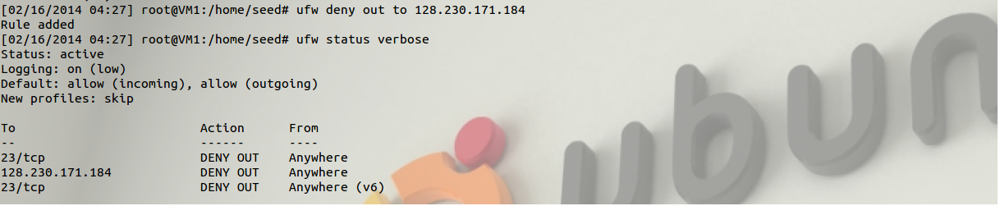 [02/16/2014 04:27] root@VM1:/home/seed# ufw deny out to 128.230.171.184
Rule added
[02/16/2014 04:27] root@VM1:/home/seed# ufw status verbose
Status: active
Logging: on (low)
Default: allow (incoming), allow (outgoing)
New profiles: skip

To                         Action      From
--                         ------      ----
23/tcp                     DENY OUT    Anywhere
128.230.171.184            DENY OUT    Anywhere
23/tcp                     DENY OUT    Anywhere (v6)
ubun